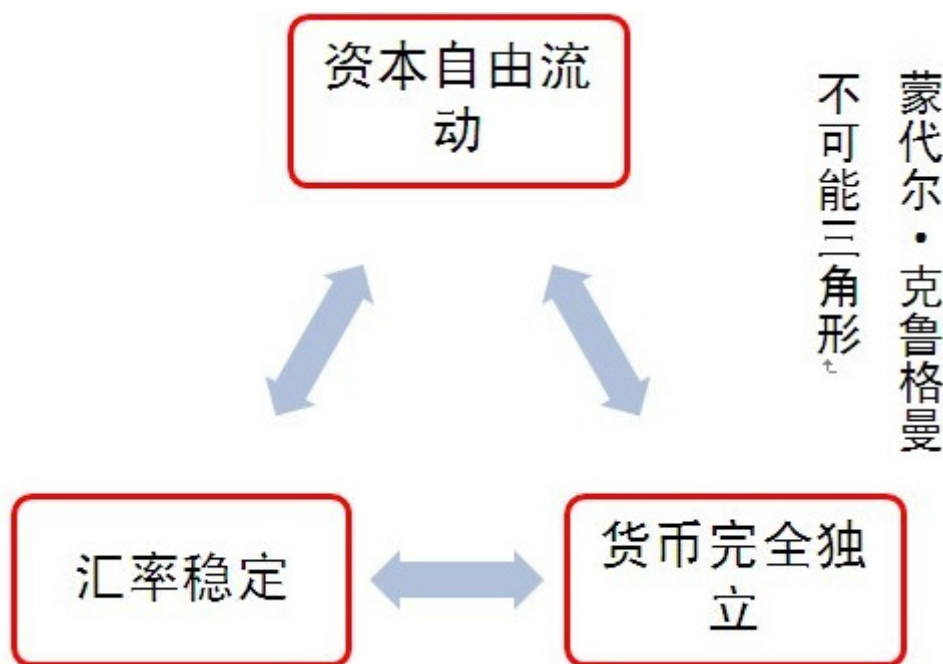 资本自由流
动
蒙代尔·克鲁格曼
不可能三角形
汇率稳定
货币完全独
立